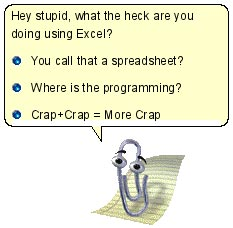 Hey stupid, what the heck are you
doing using Excel?
You call that a spreadsheet?
Where is the programming?
Crap+Crap = More Crap